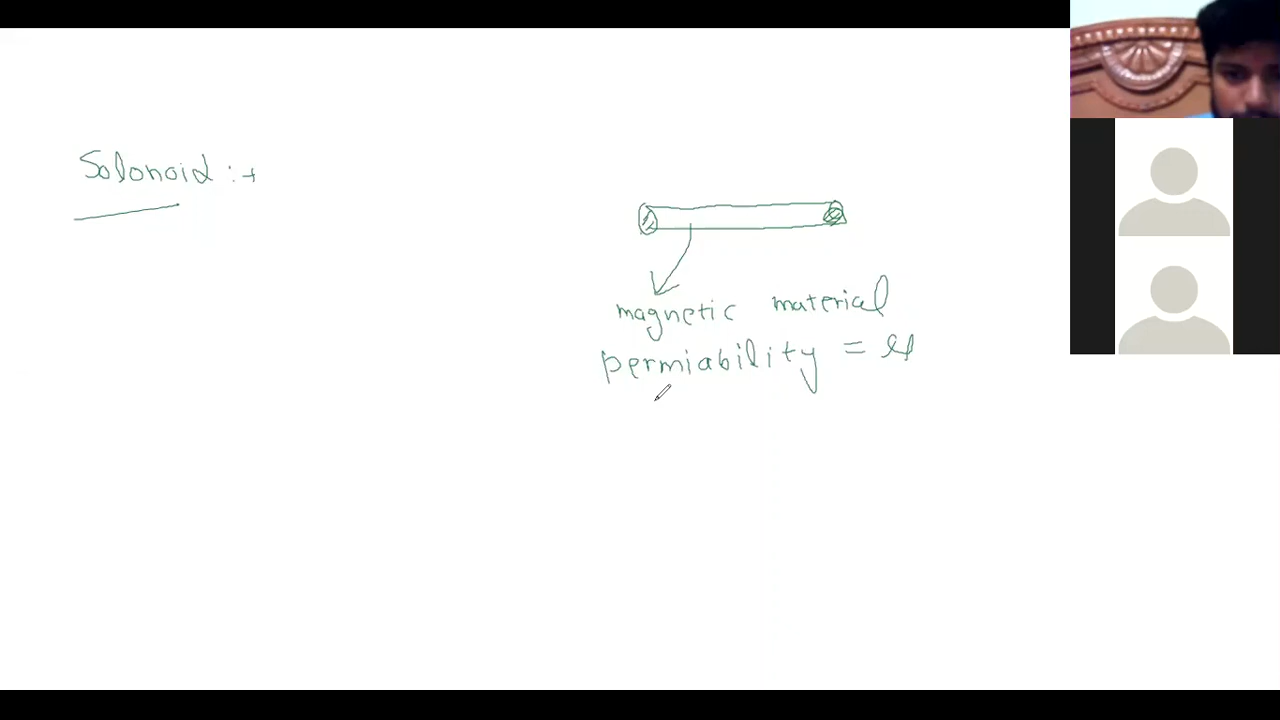 Solonoid :+
magnetic material
permiability = μ